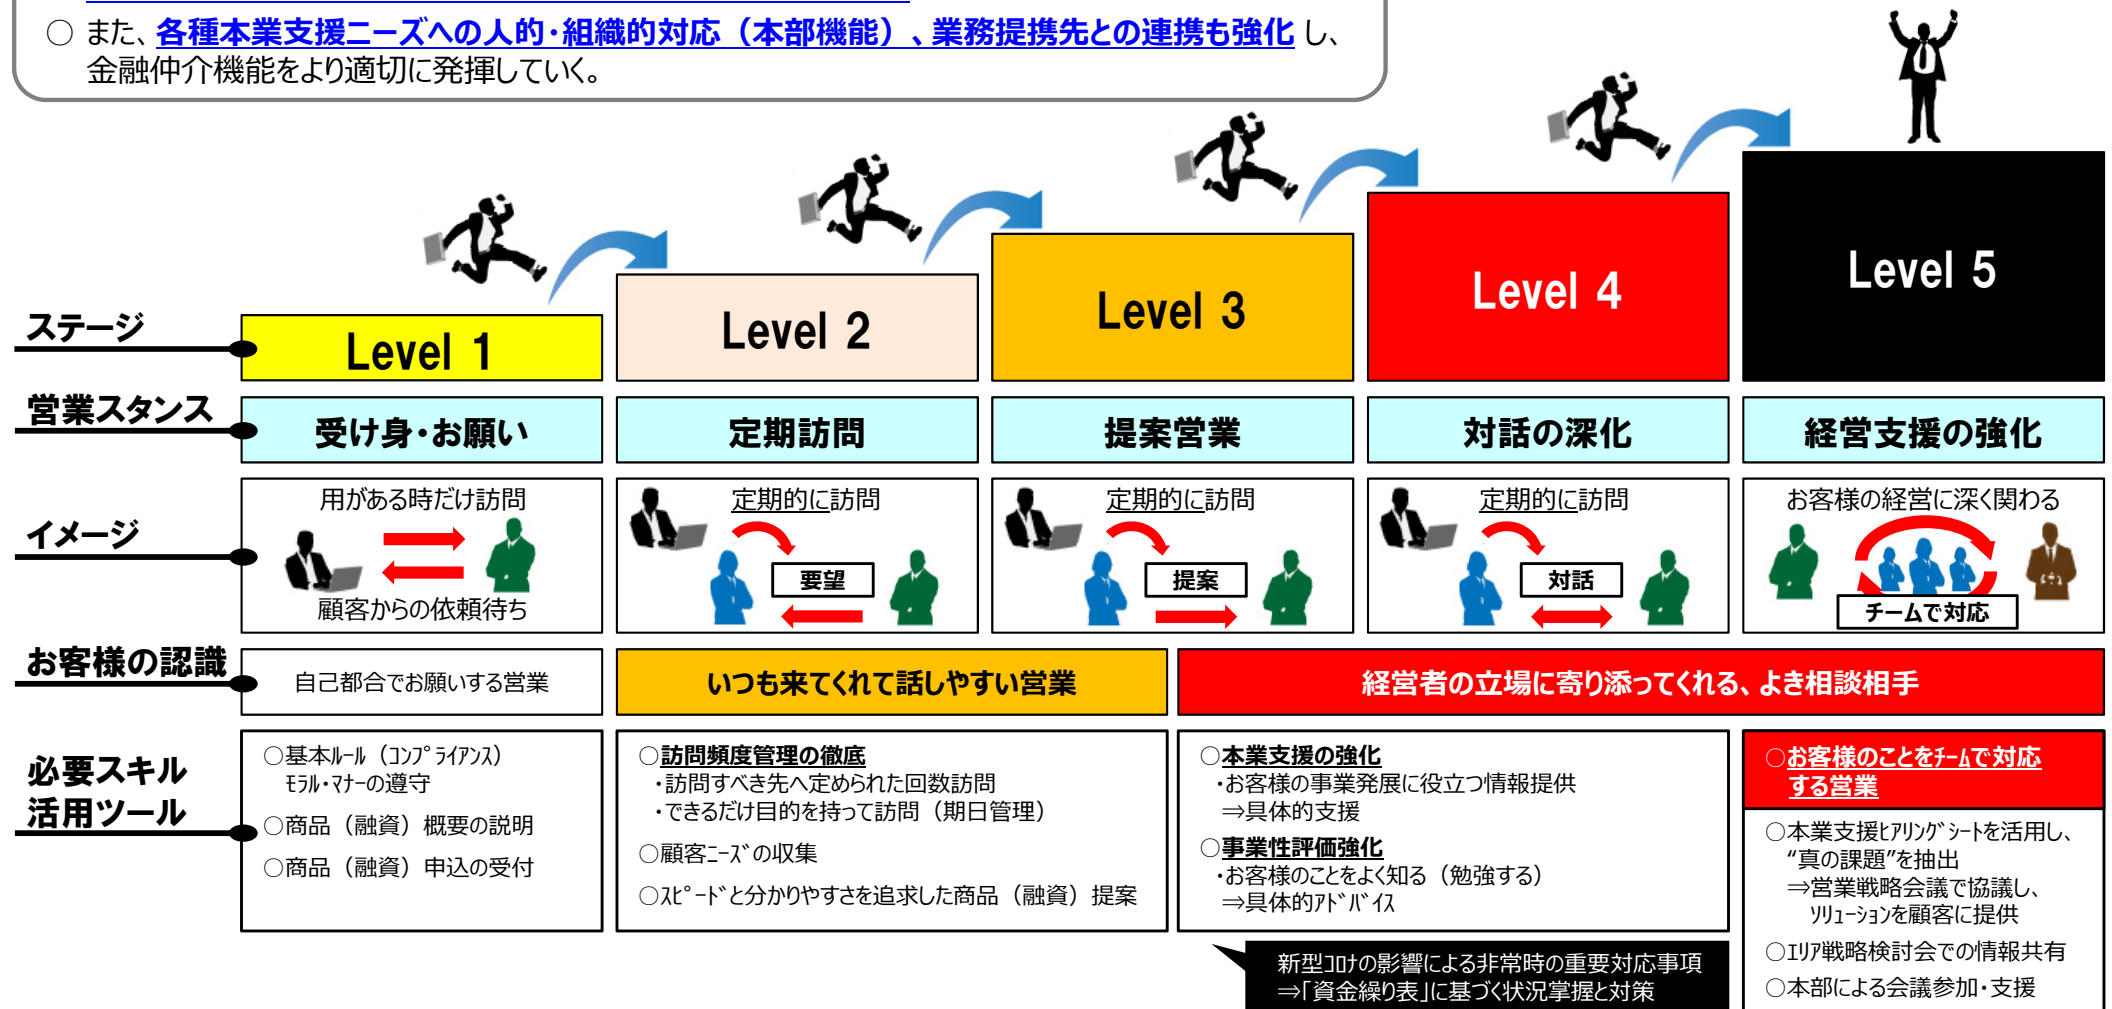 ○ また、各種本業支援ニーズへの人的・組織的対応（本部機能）、業務提携先との連携も強化し、
金融仲介機能をより適切に発揮していく。
ステージ
Level 1
Level 2
Level 3
Level 4
Level 5
営業スタンス
受け身・お願い
定期訪問
提案営業
対話の深化
経営支援の強化
イメージ
用がある時だけ訪問
顧客からの依頼待ち
定期的に訪問
要望
定期的に訪問
提案
定期的に訪問
対話
お客様の経営に深く関わる
チームで対応
お客様の認識
自己都合でお願いする営業
いつも来てくれて話しやすい営業
経営者の立場に寄り添ってくれる、よき相談相手
必要スキル
活用ツール
○基本ﾙｰﾙ（ｺﾝﾌﾟﾗｲｱﾝｽ）
ﾓﾗﾙ・ﾏﾅｰの遵守
○商品（融資）概要の説明
○商品（融資）申込の受付
○訪問頻度管理の徹底
・訪問すべき先へ定められた回数訪問
・できるだけ目的を持って訪問（期日管理）
○顧客ﾆｰｽﾞの収集
○ｽﾋﾟｰﾄﾞと分かりやすさを追求した商品（融資）提案
○本業支援の強化
・お客様の事業発展に役立つ情報提供
⇒具体的支援
○事業性評価強化
・お客様のことをよく知る（勉強する）
⇒具体的ｱﾄﾞﾊﾞｲｽ
新型ｺﾛﾅの影響による非常時の重要対応事項
⇒「資金繰り表」に基づく状況掌握と対策
○お客様のことをﾁｰﾑで対応
する営業
○本業支援ﾋｱﾘﾝｸﾞｼｰﾄを活用し、
“真の課題”を抽出
⇒営業戦略会議で協議し、
ｿﾘｭｰｼｮﾝを顧客に提供
○ｴﾘｱ戦略検討会での情報共有
○本部による会議参加・支援